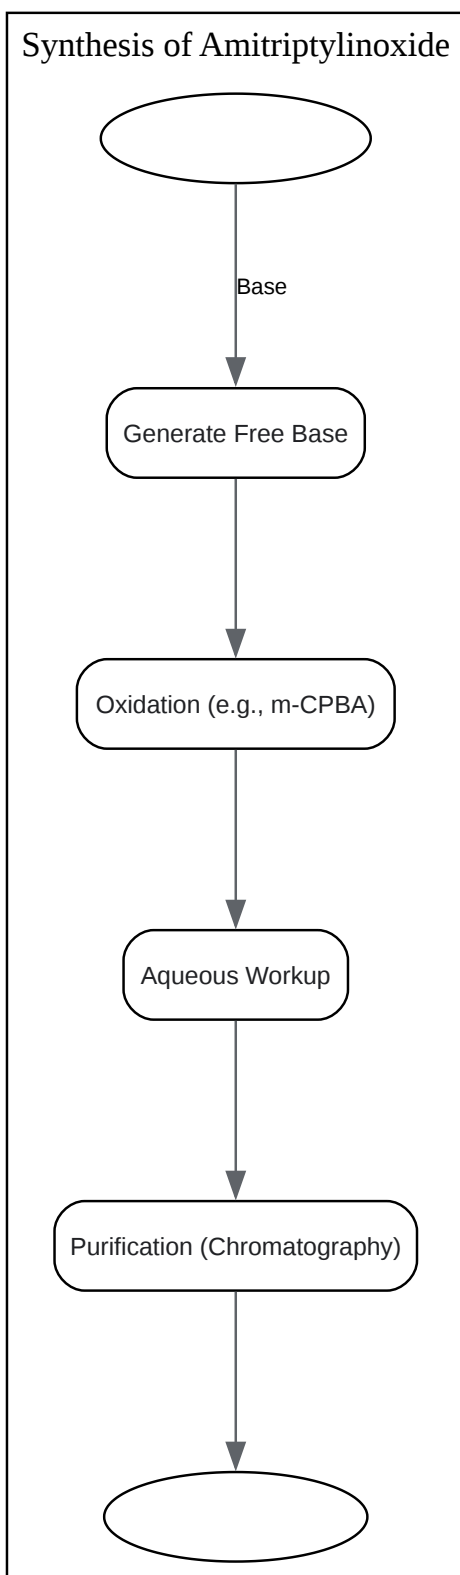 Synthesis of Amitriptylinoxide
Base
Generate Free Base
Oxidation (e.g., m-CPBA)
Aqueous Workup
Purification (Chromatography)